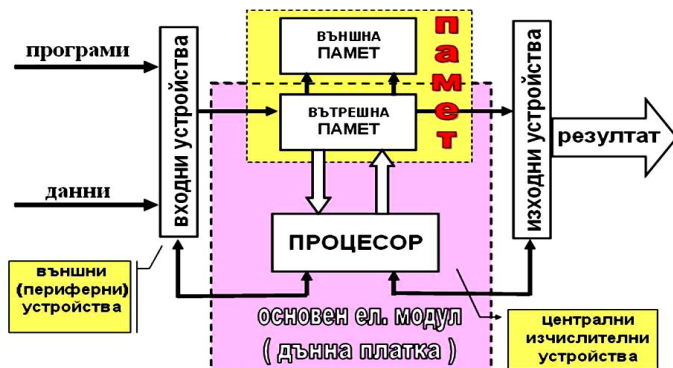 програми
данни
входни устройства
ВЪНШНА
ПАМЕТ
памет
ВЪТРЕШНА
ПАМЕТ
ПРОЦЕСОР
изходни устройства
резултат
външни
(периферни)
устройства
основен ел. модул
( дънна платка )
централни
изчислителни
устройства